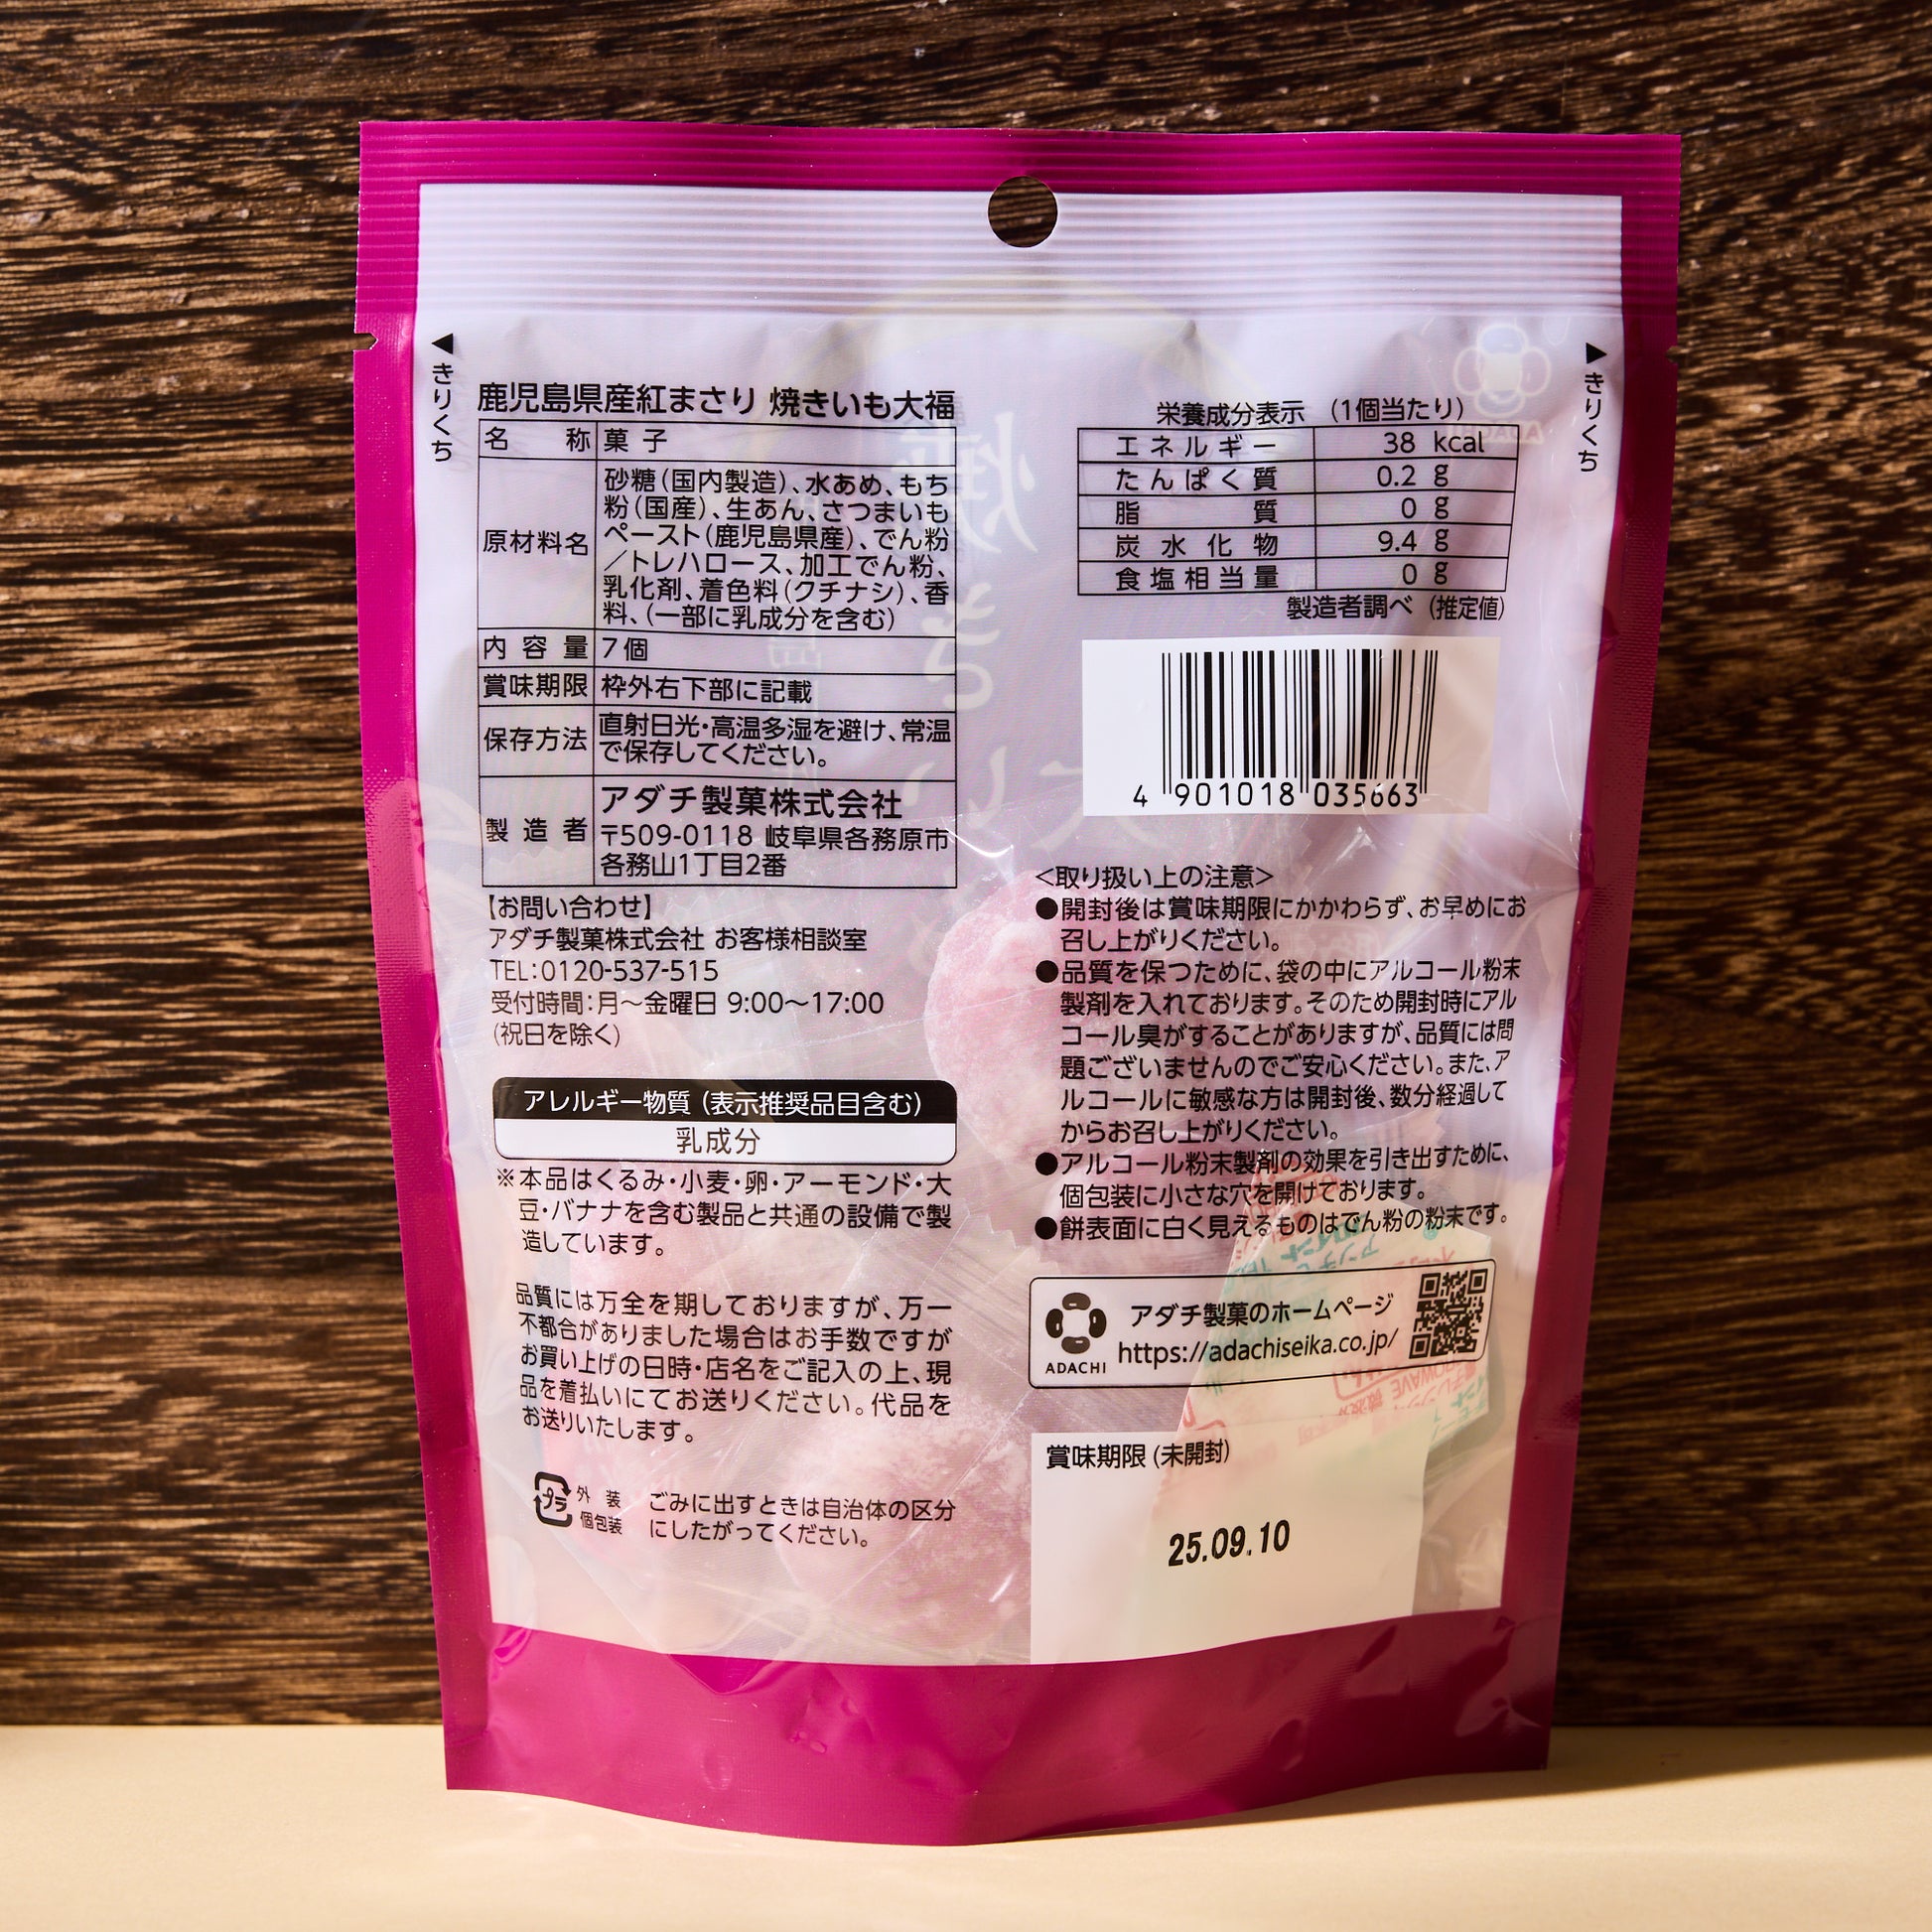 きりくち
鹿児島県産紅まさり 焼きいも大福
名称 菓子
原材料名
砂糖(国内製造)、水あめ、もち
粉(国産)、生あん、さつまいも
ペースト(鹿児島県産)、でん粉
/トレハロース、加工でん粉、
乳化剤、着色料(クチナシ)、香
料、(一部に乳成分を含む)
内容量 7個
賞味期限 枠外右下部に記載
保存方法
直射日光・高温多湿を避け、常温
で保存してください。
製造者
アダチ製菓株式会社
〒509-0118 岐阜県各務原市
各務山1丁目2番
【お問い合わせ】
アダチ製菓株式会社 お客様相談室
TEL:0120-537-515
受付時間:月〜金曜日 9:00〜17:00
(祝日を除く)
アレルギー物質(表示推奨品目含む)
乳成分
※本品はくるみ・小麦・卵・アーモンド・大
豆・バナナを含む製品と共通の設備で製
造しています。
品質には万全を期しておりますが、万一
不都合がありました場合はお手数ですが
お買い上げの日時・店名をご記入の上、現
品を着払いにてお送りください。代品を
お送りいたします。
プラ
外装
個包装
ごみに出すときは自治体の区分
にしたがってください。
きりくち
栄養成分表示 (1個当たり)
エネルギー 38 kcal
たんぱく質 0.2 g
脂質 0 g
炭水化物 9.4 g
食塩相当量 0 g
製造者調べ (推定値)
4 901018 035663
<取り扱い上の注意>
●開封後は賞味期限にかかわらず、お早めにお
召し上がりください。
●品質を保つために、袋の中にアルコール粉末
製剤を入れております。そのため開封時にアル
コール臭がすることがありますが、品質には問
題ございませんのでご安心ください。また、ア
ルコールに敏感な方は開封後、数分経過して
からお召し上がりください。
●アルコール粉末製剤の効果を引き出すために、
個包装に小さな穴を開けております。
●餅表面に白く見えるものはでん粉の粉末です。
ADACHI
アダチ製菓のホームページ
https://adachiseika.co.jp/
賞味期限(未開封)
25.09.10